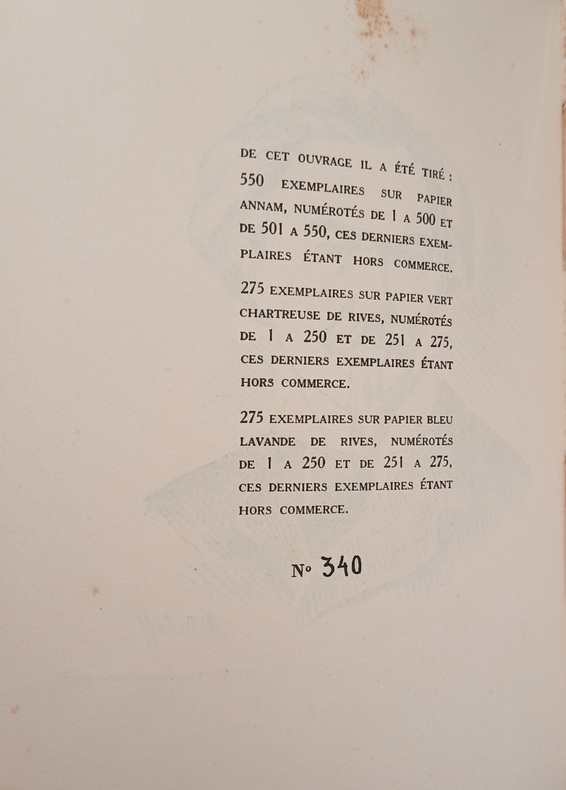 DE CET OUVRAGE IL A ÉTÉ TIRÉ :
550 EXEMPLAIRES SUR PAPIER
ANNAM, NUMÉROTÉS DE 1 A 500 ET
DE 501 A 550, CES DERNIERS EXEM-
PLAIRES ÉTANT HORS COMMERCE.
275 EXEMPLAIRES SUR PAPIER VERT
CHARTREUSE DE RIVES, NUMÉROTÉS
DE 1 A 250 ET DE 251 A 275,
CES DERNIERS EXEMPLAIRES ÉTANT
HORS COMMERCE.
275 EXEMPLAIRES SUR PAPIER BLEU
LAVANDE DE RIVES, NUMÉROTÉS
DE 1 A 250 ET DE 251 A 275,
CES DERNIERS EXEMPLAIRES ÉTANT
HORS COMMERCE.
Nº 340